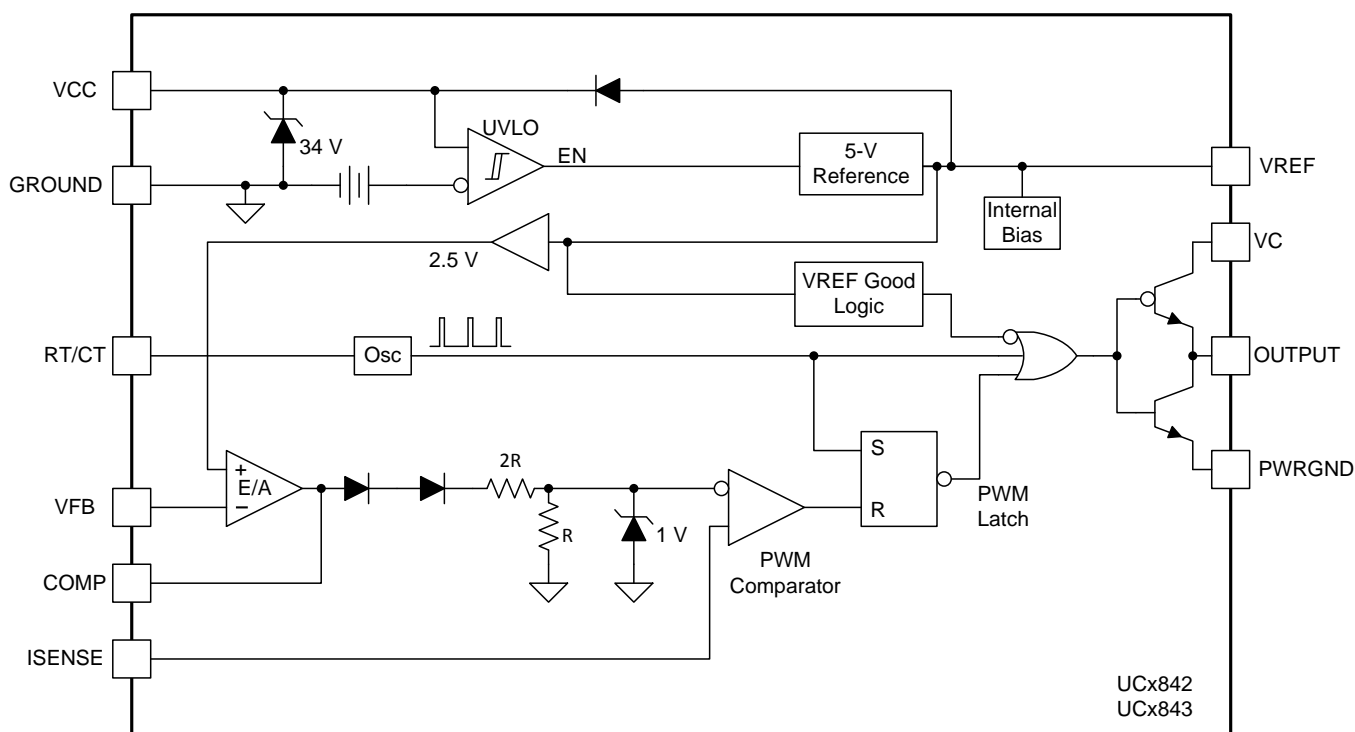 VCC
34 V
UVLO
EN
5-V
Reference
GROUND
VREF
Internal
Bias
VC
2.5 V
VREF Good
Logic
RT/CT
Osc
OUTPUT
+
E/A
−
2R
R
1 V
S
R
PWM
Latch
PWRGND
VFB
PWM
Comparator
COMP
ISENSE
UCx842
UCx843